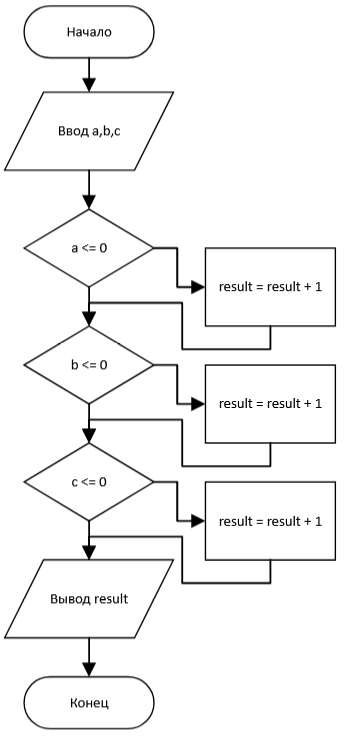 Начало
Ввод a,b,c
a <= 0
result = result + 1
b <= 0
result = result + 1
c <= 0
result = result + 1
Вывод result
Конец